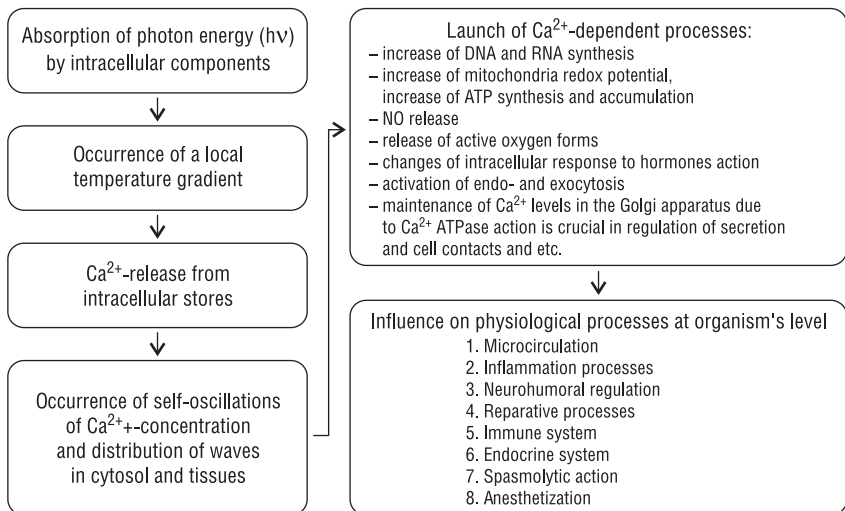 Absorption of photon energy (hν)
by intracellular components
Occurrence of a local
temperature gradient
Ca²⁺-release from
intracellular stores
Occurrence of self-oscillations
of Ca²⁺+-concentration
and distribution of waves
in cytosol and tissues
Launch of Ca²⁺-dependent processes:
– increase of DNA and RNA synthesis
– increase of mitochondria redox potential,
increase of ATP synthesis and accumulation
– NO release
– release of active oxygen forms
– changes of intracellular response to hormones action
– activation of endo- and exocytosis
– maintenance of Ca²⁺ levels in the Golgi apparatus due
to Ca²⁺ ATPase action is crucial in regulation of secretion
and cell contacts and etc.
Influence on physiological processes at organism's level
1. Microcirculation
2. Inflammation processes
3. Neurohumoral regulation
4. Reparative processes
5. Immune system
6. Endocrine system
7. Spasmolytic action
8. Anesthetization